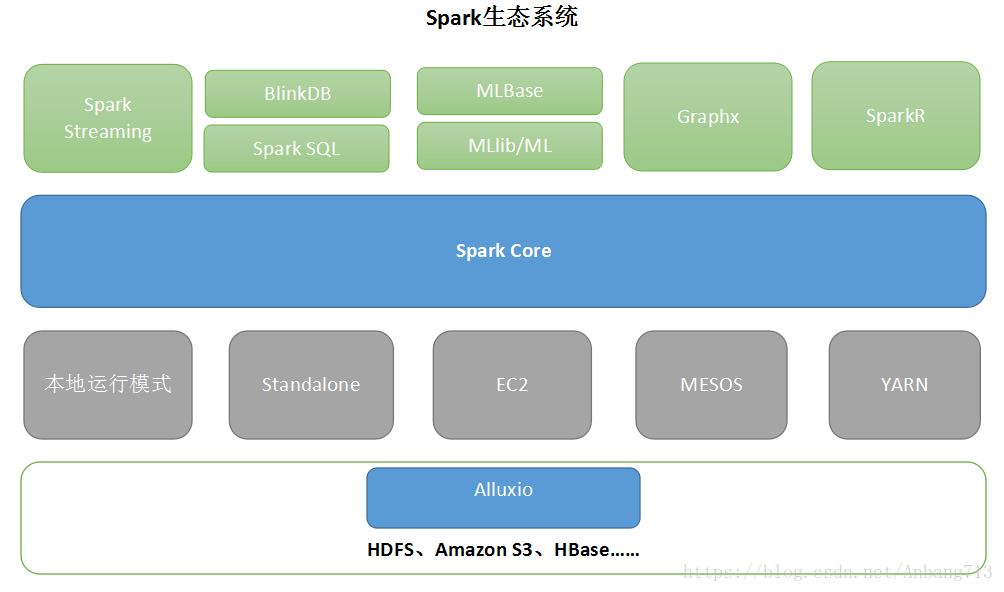 Spark生态系统
Spark
Streaming
BlinkDB
Spark SQL
MLBase
MLlib/ML
Graphx
SparkR
Spark Core
本地运行模式
Standalone
EC2
MESOS
YARN
Alluxio
HDFS、Amazon S3、HBase……
https://blog.csdn.net/Anbang713